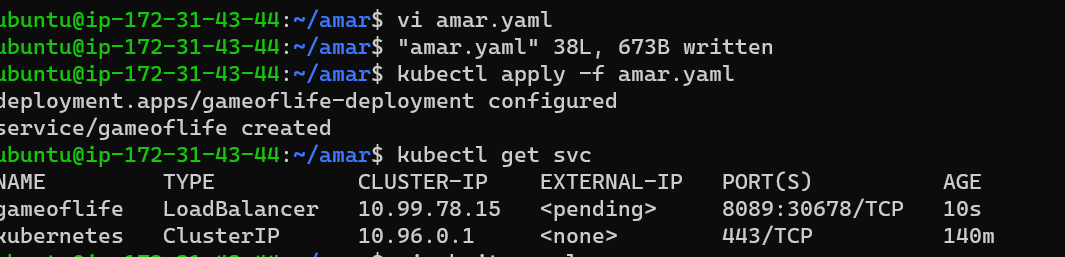 ubuntu@ip-172-31-43-44:~/amar$ vi amar.yaml
ubuntu@ip-172-31-43-44:~/amar$ "amar.yaml" 38L, 673B written
ubuntu@ip-172-31-43-44:~/amar$ kubectl apply -f amar.yaml
deployment.apps/gameoflife-deployment configured
service/gameoflife created
ubuntu@ip-172-31-43-44:~/amar$ kubectl get svc
NAME TYPE CLUSTER-IP EXTERNAL-IP PORT(S) AGE
gameoflife LoadBalancer 10.99.78.15 <pending> 8089:30678/TCP 10s
kubernetes ClusterIP 10.96.0.1 <none> 443/TCP 140m